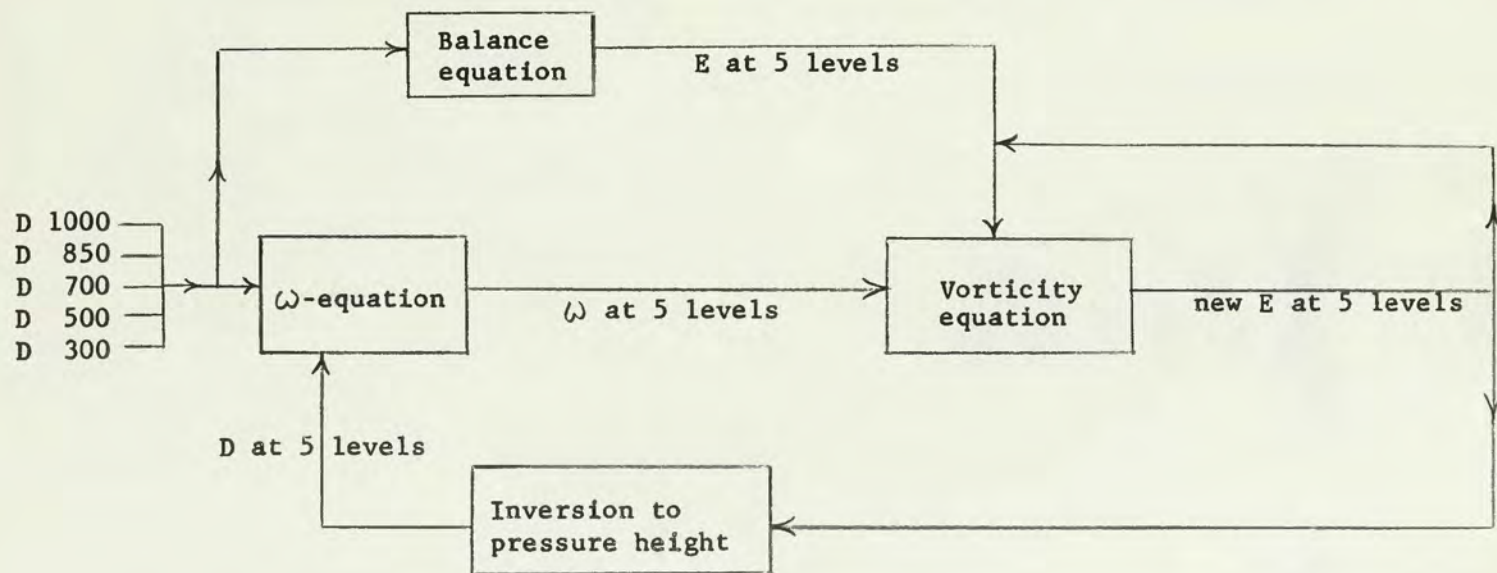 Balance
equation
E at 5 levels
D 1000
D 850
D 700
D 500
D 300
ω-equation
ω at 5 levels
Vorticity
equation
new E at 5 levels
D at 5 levels
Inversion to
pressure height